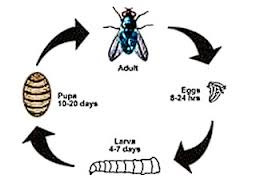 Adult
Eggs
8-24 hrs
Larva
4-7 days
Pupa
10-20 days